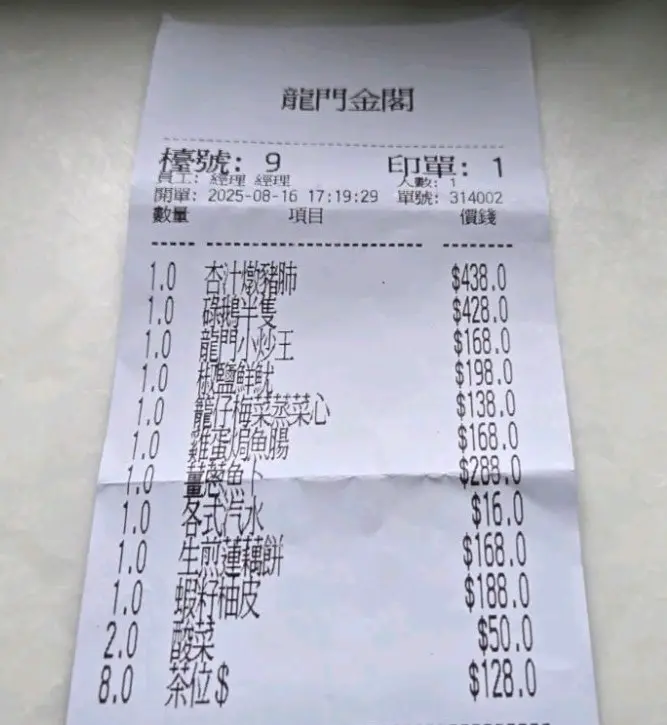 龍門金閣
檯號: 9 印單: 1
員工: 經理 經理 人數: 1
開單: 2025-08-16 17:19:29 單號: 314002
數量 項目 價錢
1.0 杏汁燉豬肺 $438.0
1.0 碌鵝半隻 $428.0
1.0 龍門小炒王 $168.0
1.0 椒鹽鮮魷 $198.0
1.0 籠仔梅菜蒸菜心 $138.0
1.0 雞蛋焗魚腸 $168.0
1.0 薑蔥魚卜 $288.0
1.0 各式汽水 $16.0
1.0 生煎蓮藕餅 $168.0
1.0 蝦籽柚皮 $188.0
2.0 酸菜 $50.0
8.0 茶位$ $128.0